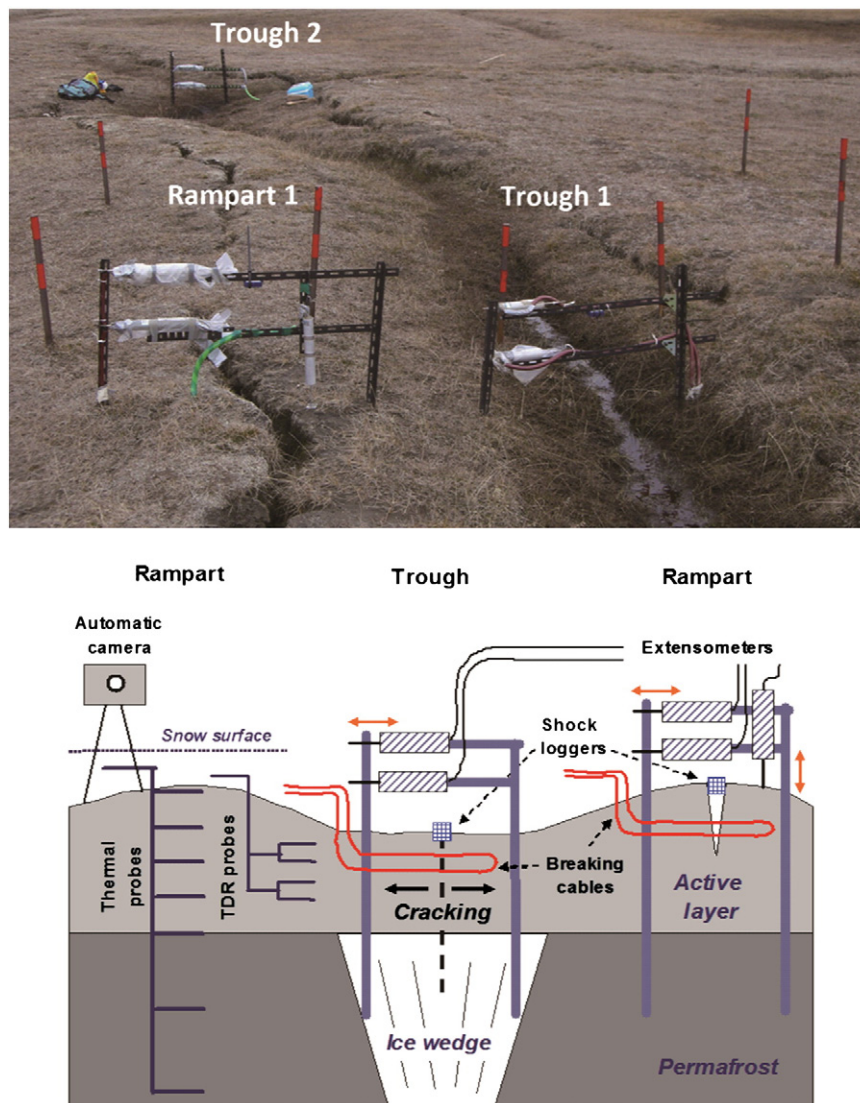 Trough 2
Rampart 1
Trough 1
Rampart
Trough
Rampart
Automatic
camera
Extensometers
Snow surface
Shock
loggers
Thermal
probes
TDR probes
Breaking
cables
Cracking
Active
layer
Ice wedge
Permafrost